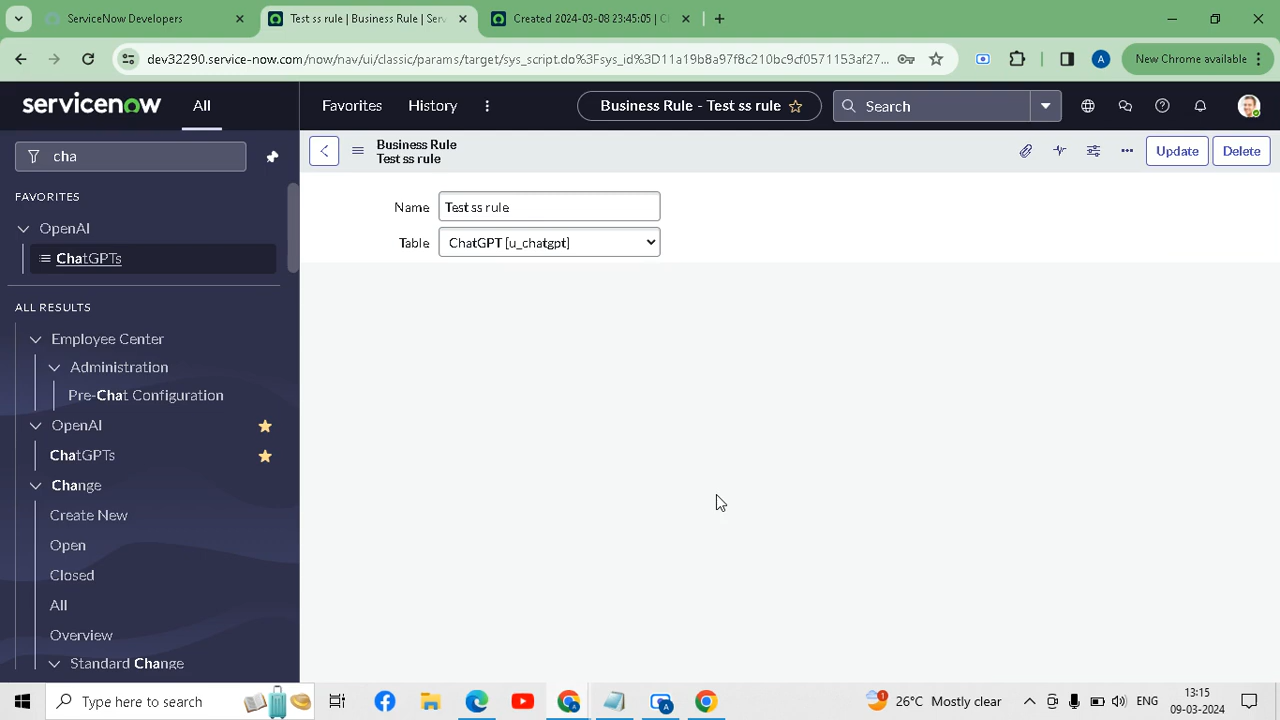 ServiceNow Developers
Test ss rule | Business Rule | Serv
Created 2024-03-08 23:45:05 | C
dev32290.service-now.com/now/nav/ui/classic/params/target/sys_script.do%3Fsys_id%3D11a19b8a97f8c210bc9cf0571153af27...
A
New Chrome available
servicenow
All
Favorites
History
Business Rule - Test ss rule
Search
cha
Business Rule
Test ss rule
Update
Delete
FAVORITES
OpenAI
ChatGPTs
Name
Test ss rule
Table
ChatGPT [u_chatgpt]
ALL RESULTS
Employee Center
Administration
Pre-Chat Configuration
OpenAI
ChatGPTs
Change
Create New
Open
Closed
All
Overview
Standard Change
Type here to search
26°C Mostly clear
13:15
09-03-2024